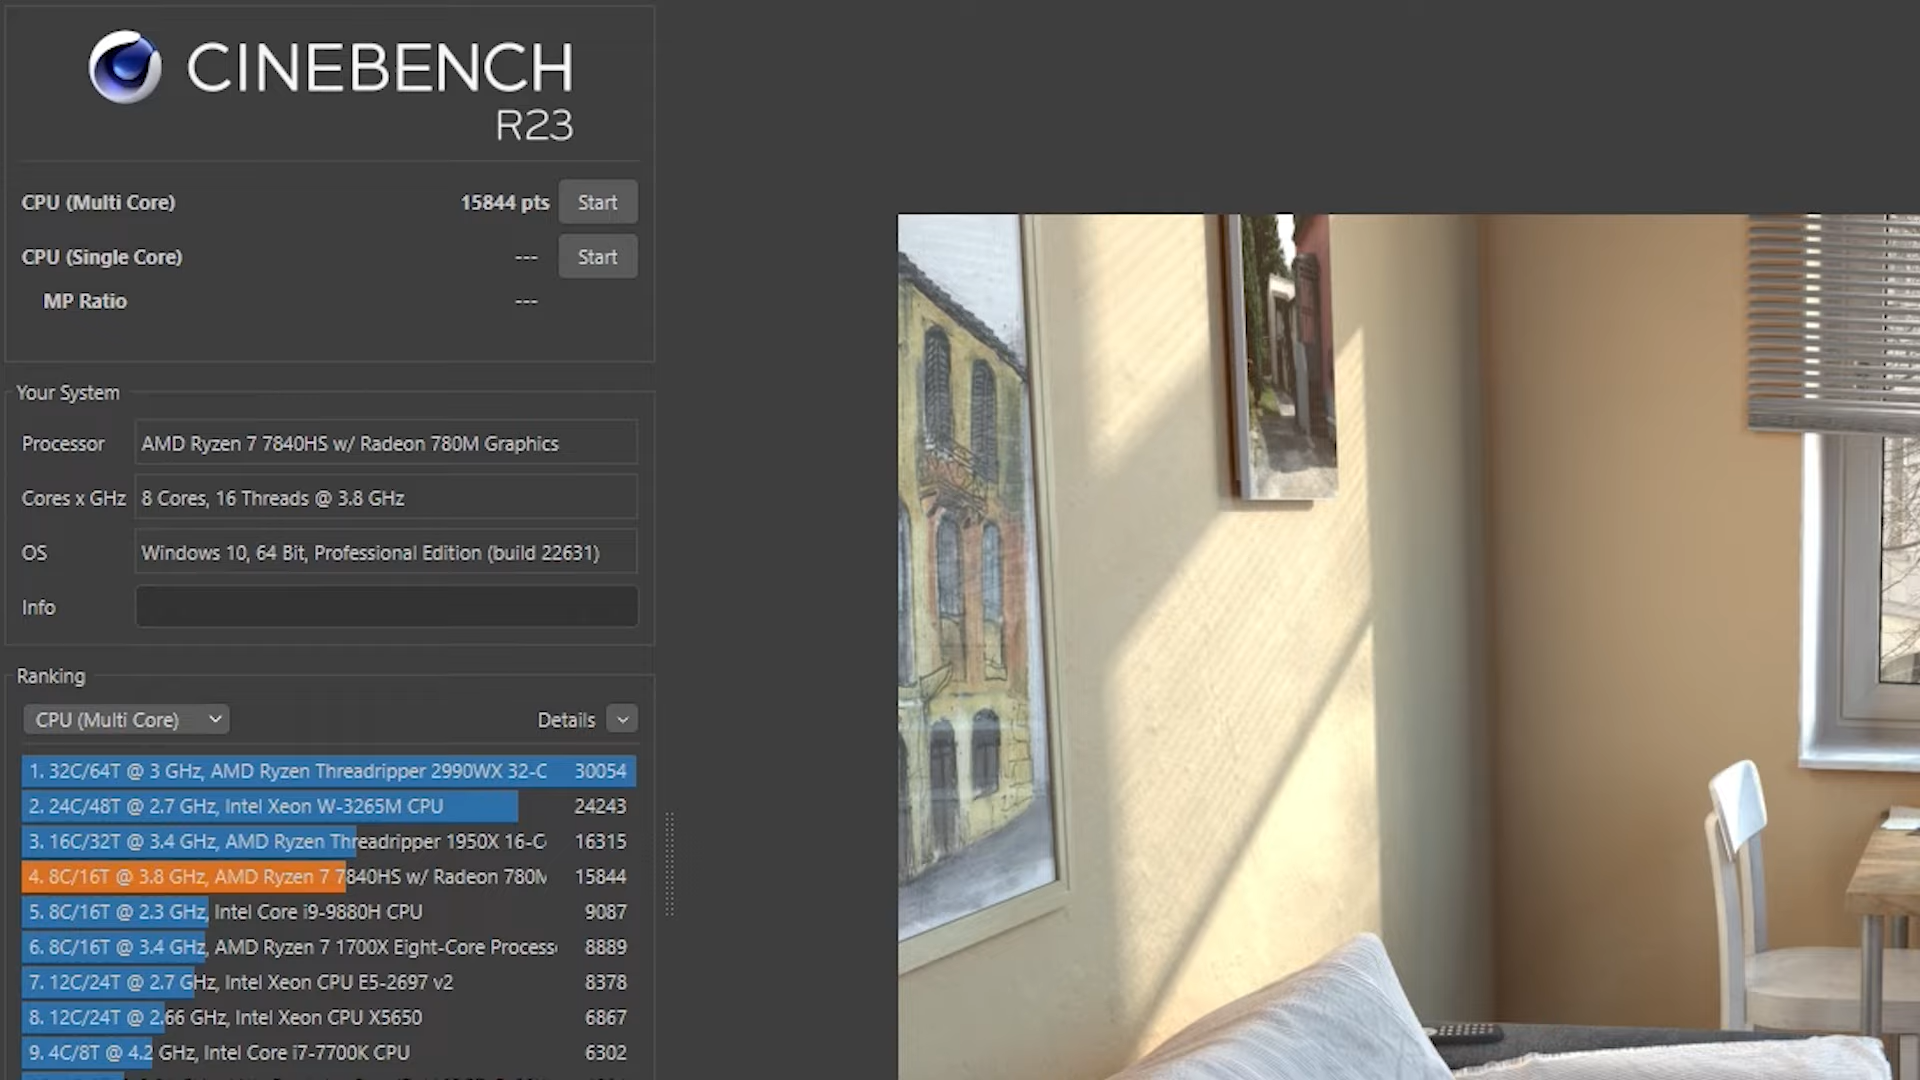 CINEBENCH
R23
CPU (Multi Core) 15844 pts Start
CPU (Single Core) --- Start
MP Ratio ---
Your System
Processor AMD Ryzen 7 7840HS w/ Radeon 780M Graphics
Cores x GHz 8 Cores, 16 Threads @ 3.8 GHz
OS Windows 10, 64 Bit, Professional Edition (build 22631)
Info
Ranking
CPU (Multi Core) Details
1. 32C/64T @ 3 GHz, AMD Ryzen Threadripper 2990WX 32-C 30054
2. 24C/48T @ 2.7 GHz, Intel Xeon W-3265M CPU 24243
3. 16C/32T @ 3.4 GHz, AMD Ryzen Threadripper 1950X 16-C 16315
4. 8C/16T @ 3.8 GHz, AMD Ryzen 7 7840HS w/ Radeon 780M 15844
5. 8C/16T @ 2.3 GHz, Intel Core i9-9880H CPU 9087
6. 8C/16T @ 3.4 GHz, AMD Ryzen 7 1700X Eight-Core Process 8889
7. 12C/24T @ 2.7 GHz, Intel Xeon CPU E5-2697 v2 8378
8. 12C/24T @ 2.66 GHz, Intel Xeon CPU X5650 6867
9. 4C/8T @ 4.2 GHz, Intel Core i7-7700K CPU 6302